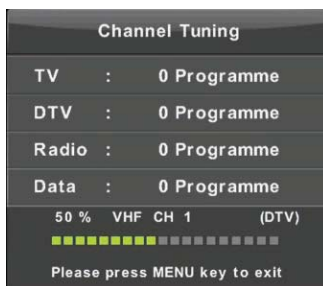 Channel Tuning
TV : 0 Programme
DTV : 0 Programme
Radio : 0 Programme
Data : 0 Programme
50 % VHF CH 1 (DTV)
Please press MENU key to exit